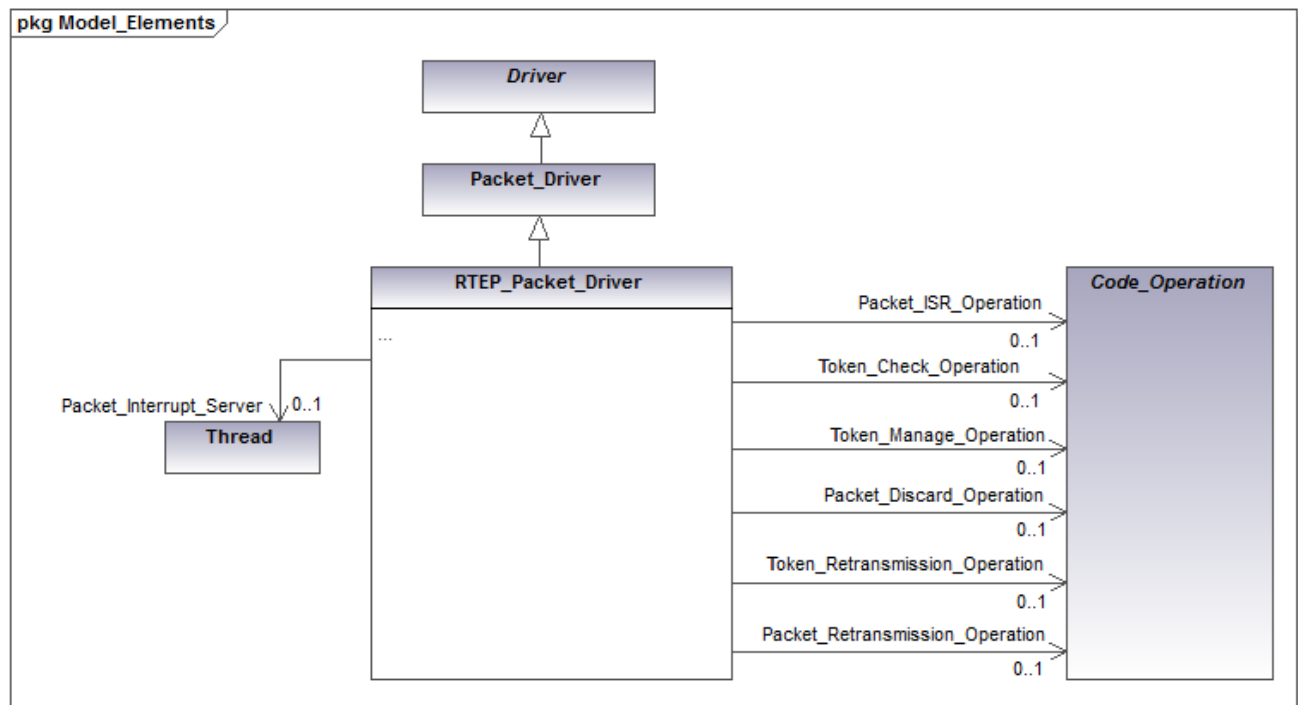 pkg Model_Elements
Driver
Packet_Driver
RTEP_Packet_Driver
Code_Operation
Packet_ISR_Operation
0..1
...
Token_Check_Operation
0..1
Packet_Interrupt_Server
0..1
Thread
Token_Manage_Operation
0..1
Packet_Discard_Operation
0..1
Token_Retransmission_Operation
0..1
Packet_Retransmission_Operation
0..1